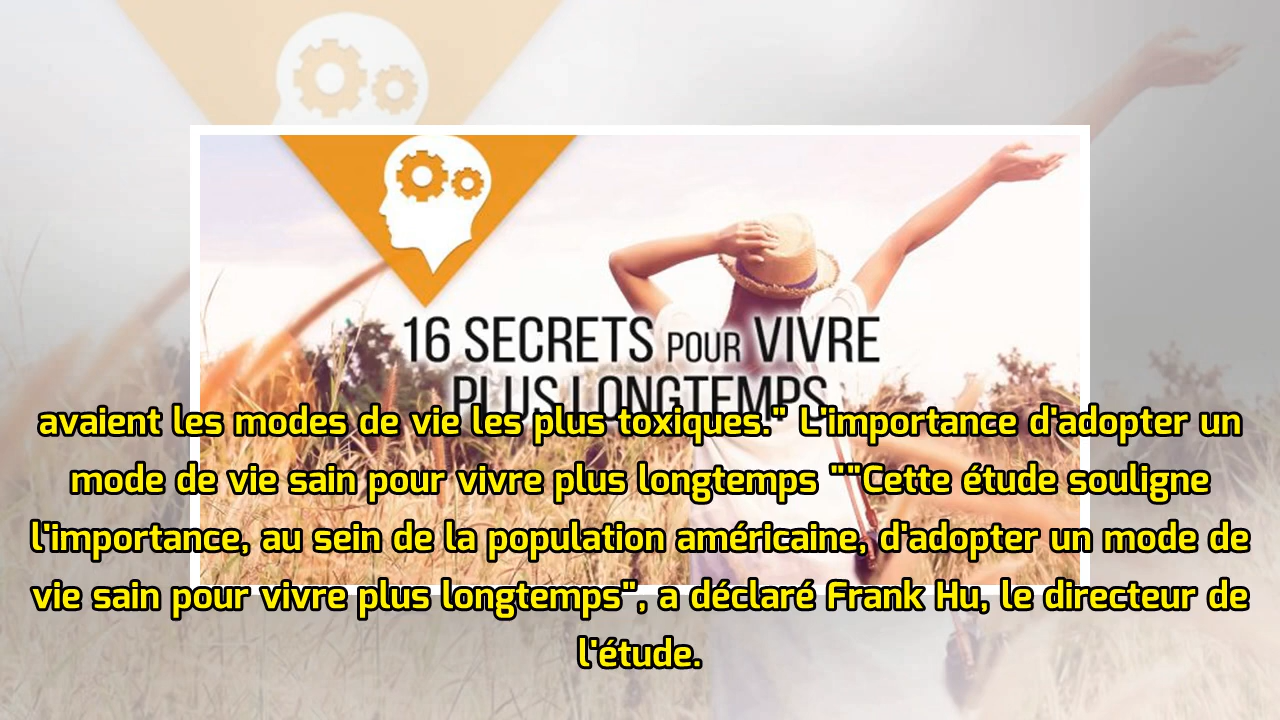 16 SECRETS POUR VIVRE
PLUS LONGTEMPS
avaient les modes de vie les plus toxiques." L'importance d'adopter un
mode de vie sain pour vivre plus longtemps ""Cette étude souligne
l'importance, au sein de la population américaine, d'adopter un mode de
vie sain pour vivre plus longtemps", a déclaré Frank Hu, le directeur de
l'étude.